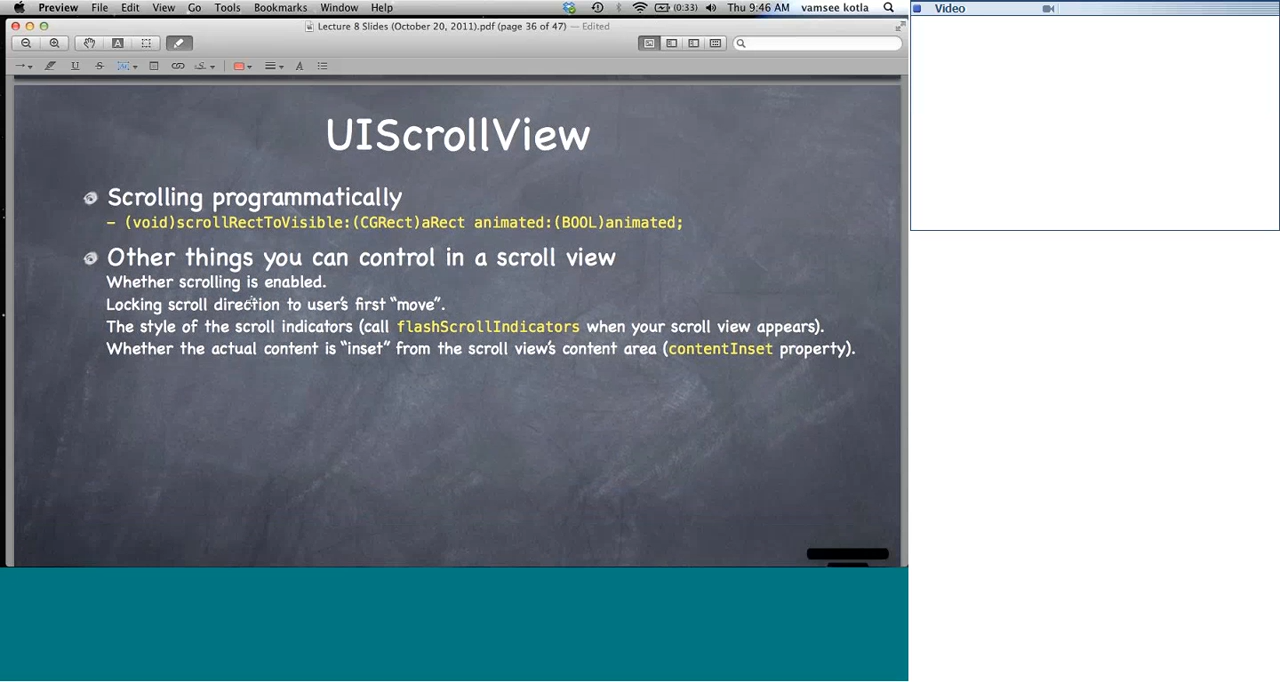 Preview File Edit View Go Tools Bookmarks Window Help (0:33) Thu 9:46 AM vamsee kotla
Video
Lecture 8 Slides (October 20, 2011).pdf (page 36 of 47) — Edited
UIScrollView
Scrolling programmatically
- (void)scrollRectToVisible:(CGRect)aRect animated:(BOOL)animated;
Other things you can control in a scroll view
Whether scrolling is enabled.
Locking scroll direction to user’s first “move”.
The style of the scroll indicators (call flashScrollIndicators when your scroll view appears).
Whether the actual content is “inset” from the scroll view’s content area (contentInset property).